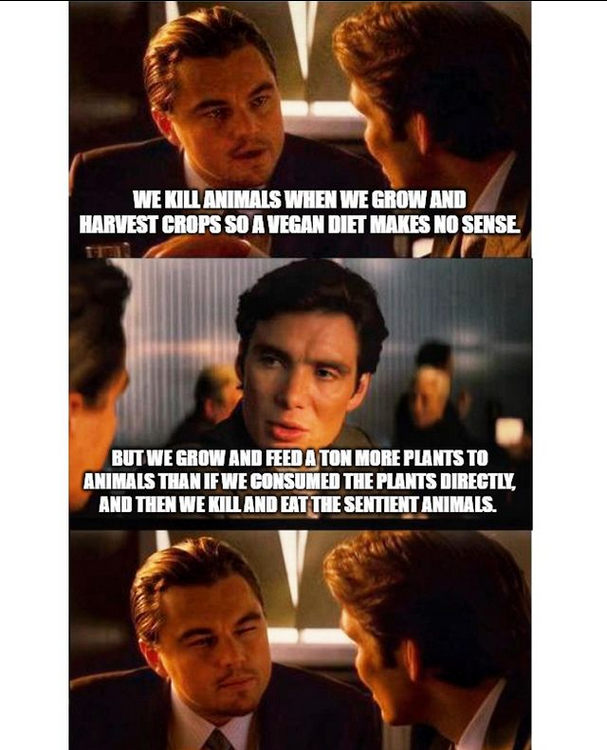 WE KILL ANIMALS WHEN WE GROW AND
HARVEST CROPS SO A VEGAN DIET MAKES NO SENSE.
BUT WE GROW AND FEED A TON MORE PLANTS TO
ANIMALS THAN IF WE CONSUMED THE PLANTS DIRECTLY,
AND THEN WE KILL AND EAT THE SENTIENT ANIMALS.